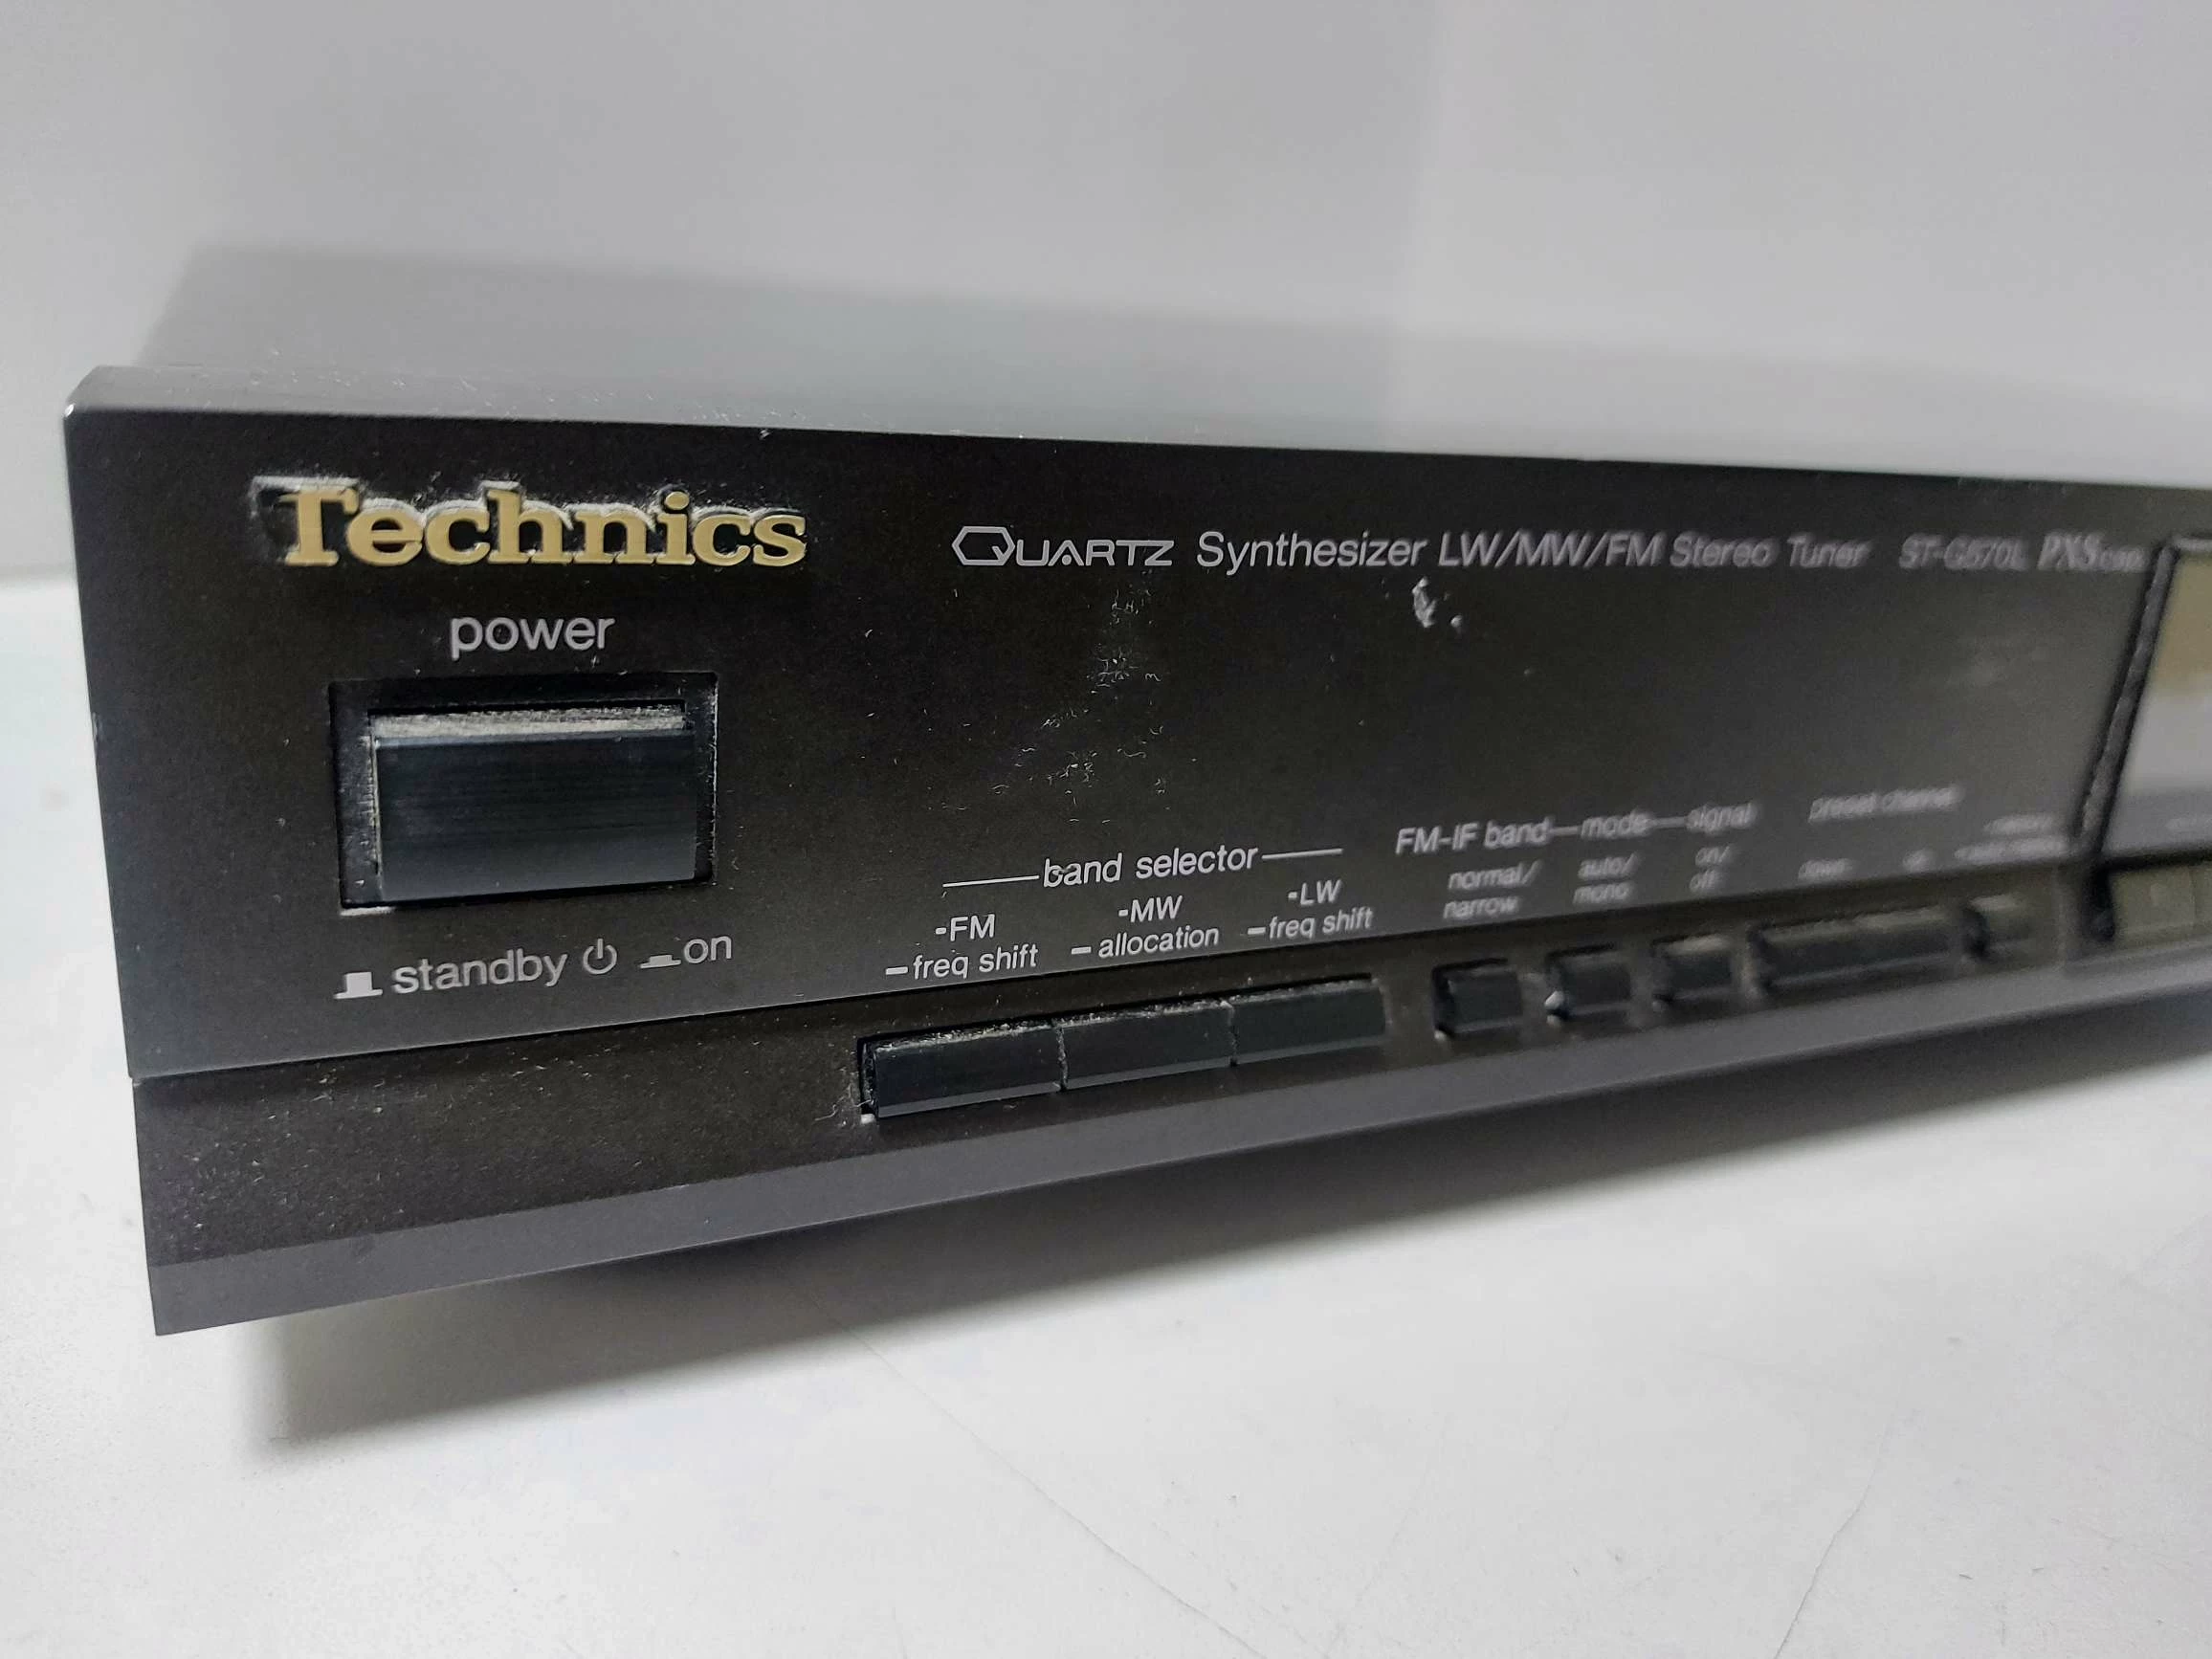 Technics
QUARTZ Synthesizer LW/MW/FM Stereo Tuner ST-G570L
power
standby on
band selector
-FM -MW -LW
freq shift allocation freq shift
FM-IF band mode signal
normal/ auto/ on/
narrow mono off
preset channel
down